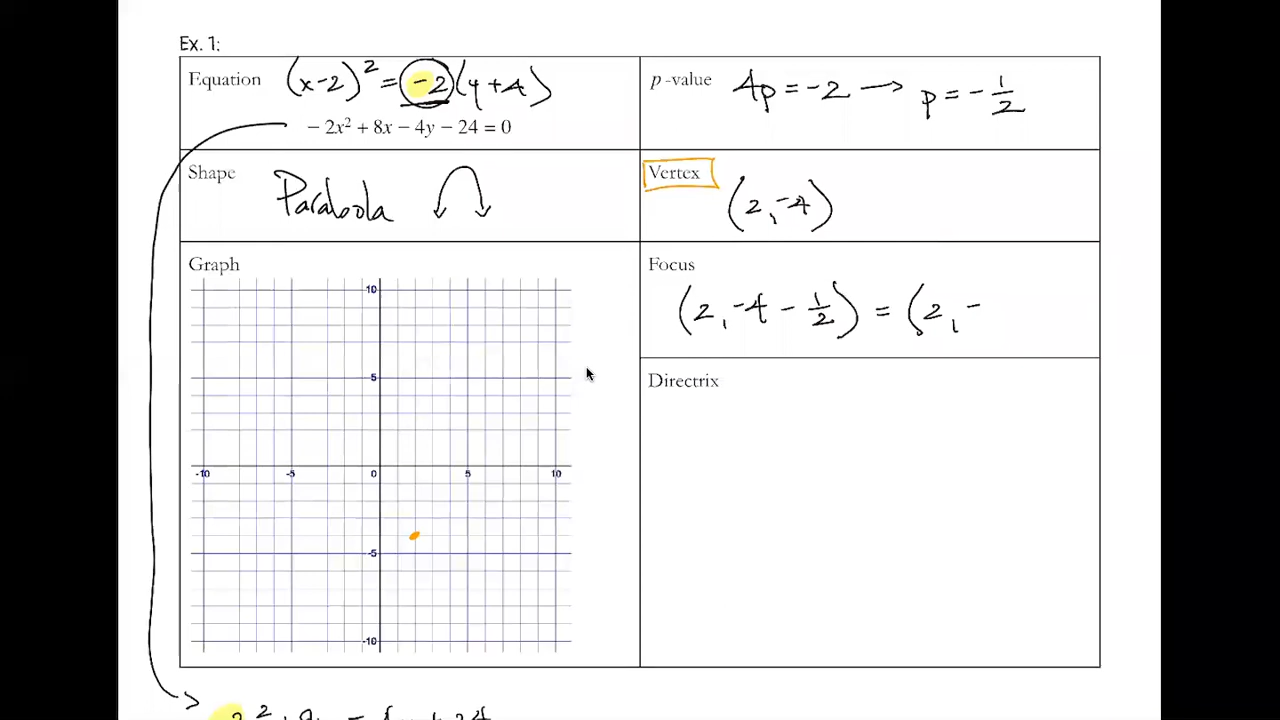 Ex. 1:
Equation (x-2)² = -2(y+4)
- 2x² + 8x - 4y - 24 = 0
p-value 4p = -2 → p = -1/2
Shape Parabola
Vertex
(2, -4)
Graph
Focus
(2, -4 - 1/2) = (2, -
Directrix
10
5
-10 -5 0 5 10
-5
-10